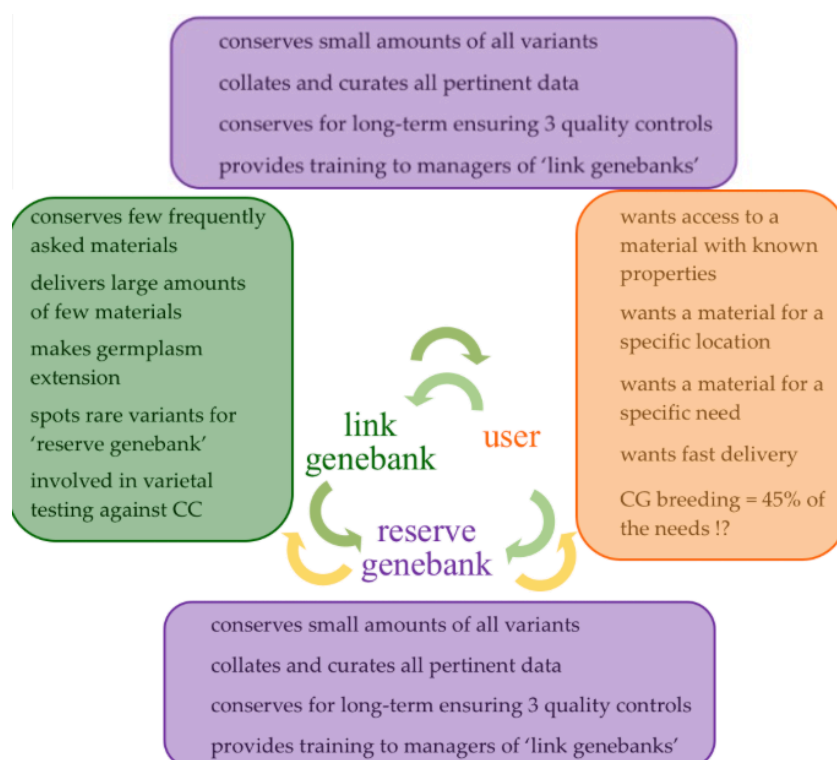 conserves small amounts of all variants
collates and curates all pertinent data
conserves for long-term ensuring 3 quality controls
provides training to managers of ‘link genebanks’
conserves few frequently
asked materials
delivers large amounts
of few materials
makes germplasm
extension
spots rare variants for
‘reserve genebank’
involved in varietal
testing against CC
wants access to a
material with known
properties
wants a material for a
specific location
wants a material for a
specific need
wants fast delivery
CG breeding = 45% of
the needs !?
link
genebank
user
reserve
genebank
conserves small amounts of all variants
collates and curates all pertinent data
conserves for long-term ensuring 3 quality controls
provides training to managers of ‘link genebanks’